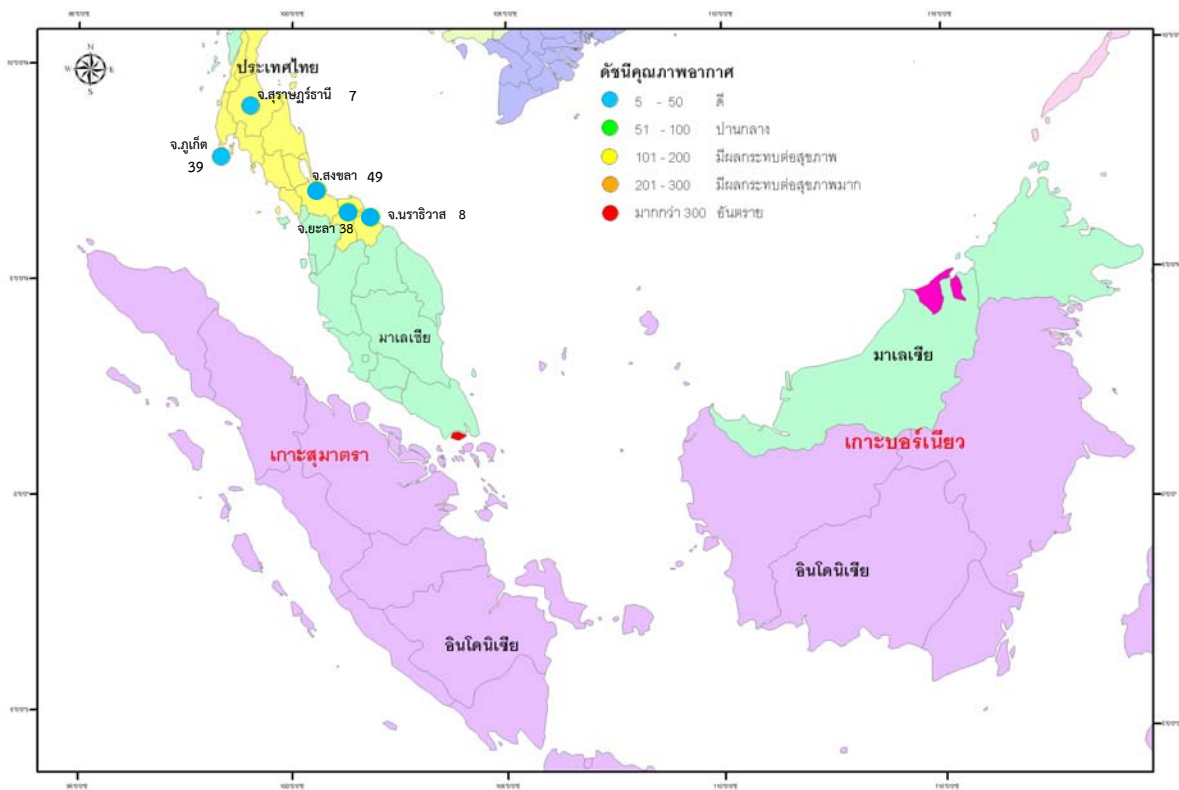 N
W E
S
ประเทศไทย
จ.สุราษฎร์ธานี 7
จ.ภูเก็ต
39
จ.สงขลา 49
จ.นราธิวาส 8
จ.ยะลา 38
ดัชนีคุณภาพอากาศ
5 - 50 ดี
51 - 100 ปานกลาง
101 - 200 มีผลกระทบต่อสุขภาพ
201 - 300 มีผลกระทบต่อสุขภาพมาก
มากกว่า 300 อันตราย
มาเลเซีย
มาเลเซีย
เกาะสุมาตรา
เกาะบอร์เนียว
อินโดนิเซีย
อินโดนิเซีย